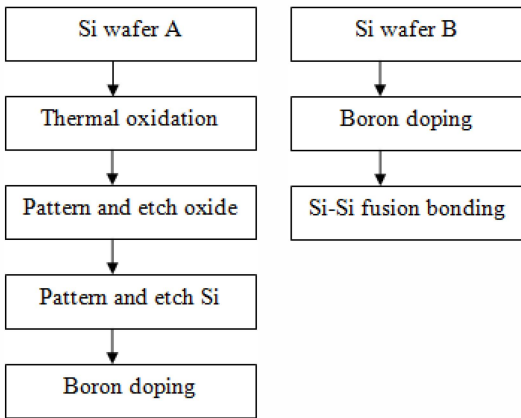 Si wafer A
Thermal oxidation
Pattern and etch oxide
Pattern and etch Si
Boron doping
Si wafer B
Boron doping
Si-Si fusion bonding